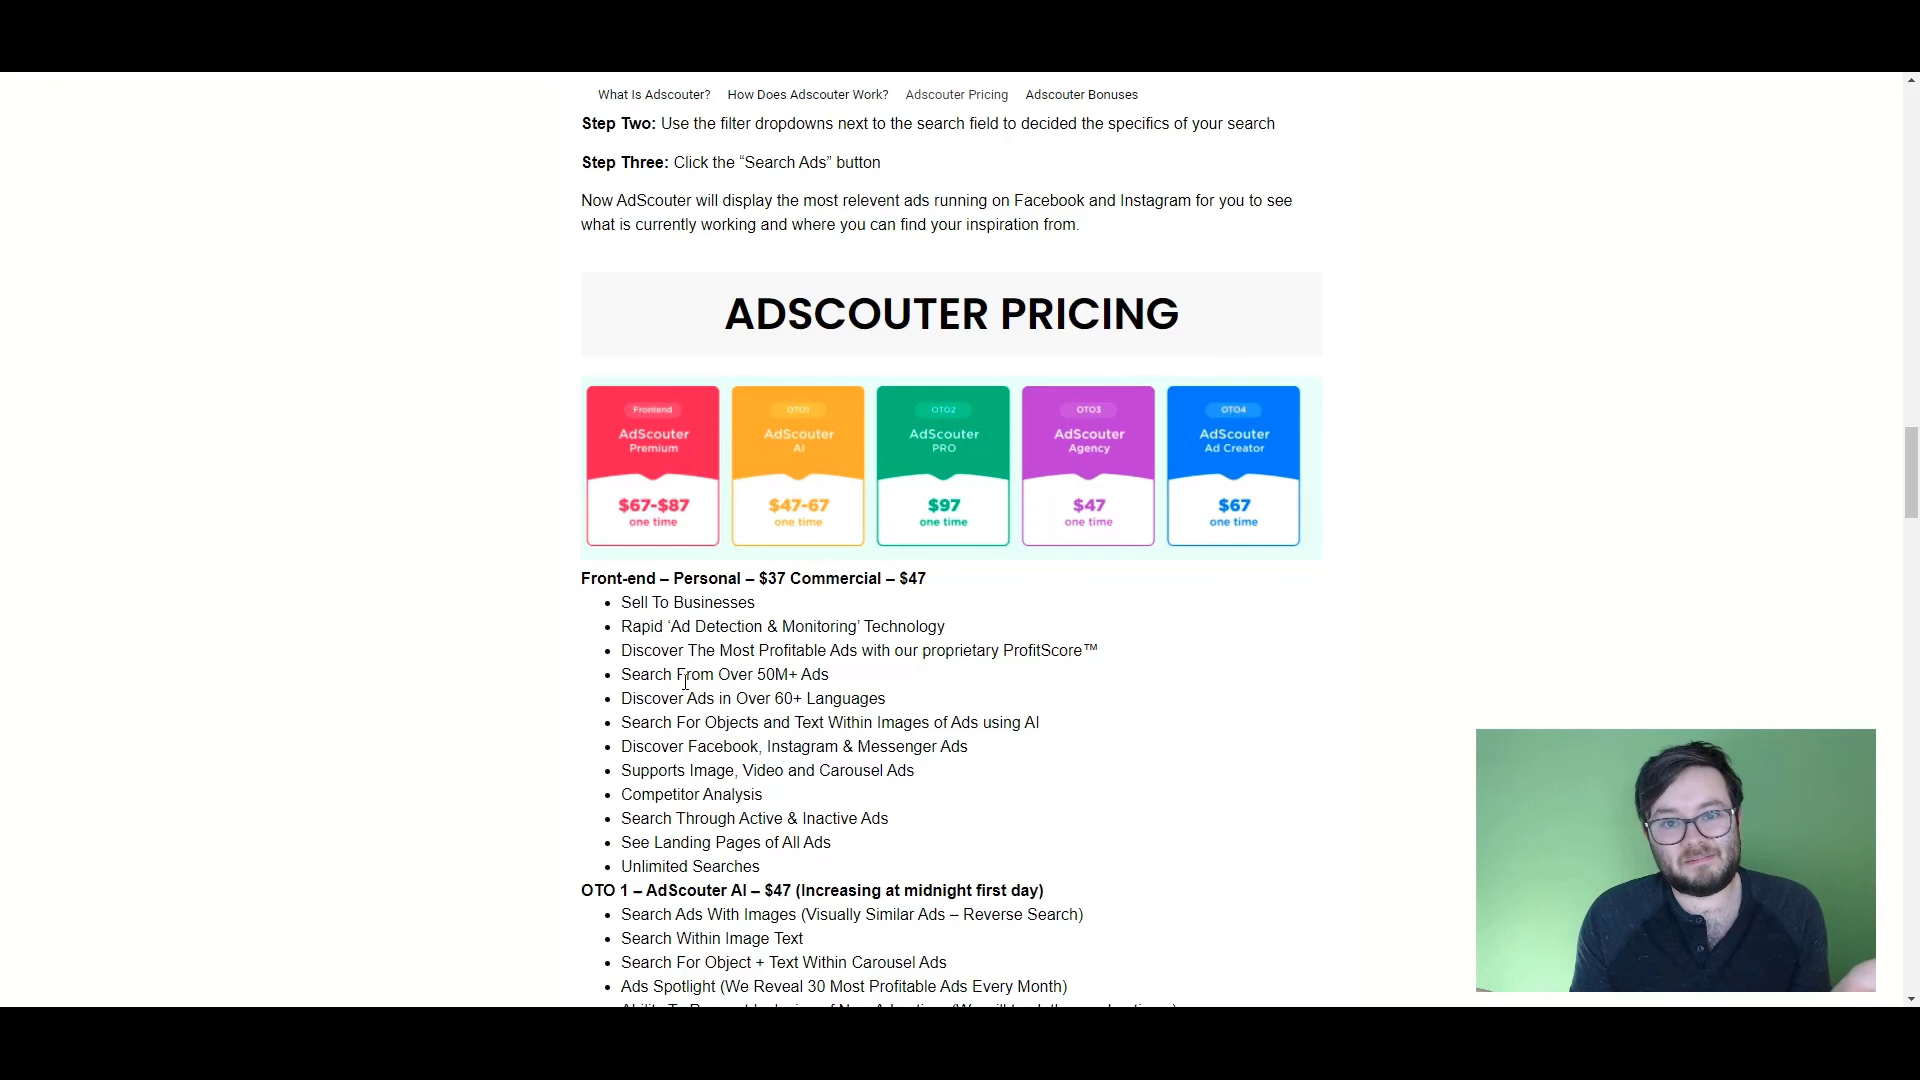 What Is Adscouter? How Does Adscouter Work? Adscouter Pricing Adscouter Bonuses
Step Two: Use the filter dropdowns next to the search field to decided the specifics of your search
Step Three: Click the “Search Ads” button
Now AdScouter will display the most relevent ads running on Facebook and Instagram for you to see
what is currently working and where you can find your inspiration from.
ADSCOUTER PRICING
Frontend
AdScouter
Premium
$67-$87
one time
OTO1
AdScouter
AI
$47-67
one time
OTO2
AdScouter
PRO
$97
one time
OTO3
AdScouter
Agency
$47
one time
OTO4
AdScouter
Ad Creator
$67
one time
Front-end – Personal – $37 Commercial – $47
• Sell To Businesses
• Rapid ‘Ad Detection & Monitoring’ Technology
• Discover The Most Profitable Ads with our proprietary ProfitScore™
• Search From Over 50M+ Ads
• Discover Ads in Over 60+ Languages
• Search For Objects and Text Within Images of Ads using AI
• Discover Facebook, Instagram & Messenger Ads
• Supports Image, Video and Carousel Ads
• Competitor Analysis
• Search Through Active & Inactive Ads
• See Landing Pages of All Ads
• Unlimited Searches
OTO 1 – AdScouter AI – $47 (Increasing at midnight first day)
• Search Ads With Images (Visually Similar Ads – Reverse Search)
• Search Within Image Text
• Search For Object + Text Within Carousel Ads
• Ads Spotlight (We Reveal 30 Most Profitable Ads Every Month)